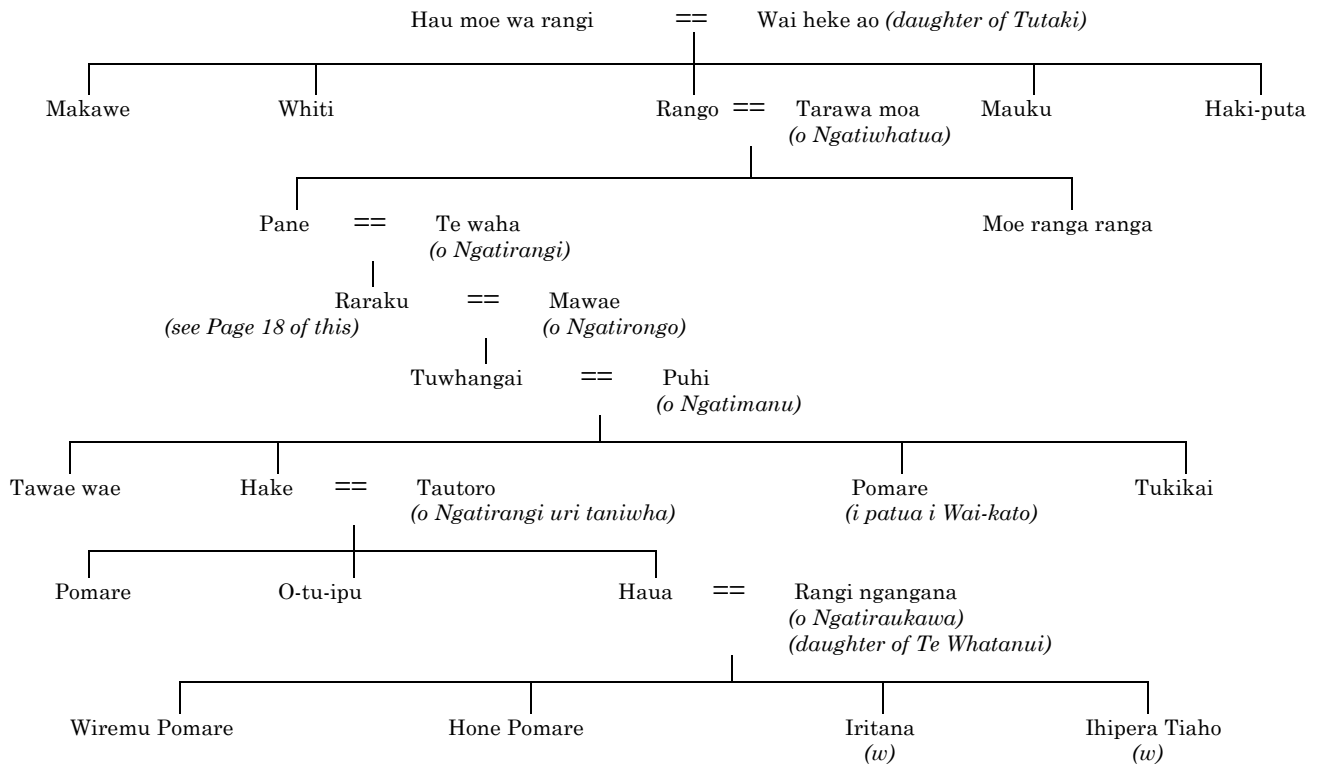 Hau moe wa rangi == Wai heke ao (daughter of Tutaki)
Makawe Whiti Rango == Tarawa moa Mauku Haki-puta
(o Ngatiwhatua)
Pane == Te waha Moe ranga ranga
(o Ngatirangi)
Raraku == Mawae
(see Page 18 of this) (o Ngatirongo)
Tuwhangai == Puhi
(o Ngatimanu)
Tawae wae Hake == Tautoro Pomare Tukikai
(o Ngatirangi uri taniwha) (i patua i Wai-kato)
Pomare O-tu-ipu Haua == Rangi ngangana
(o Ngatiraukawa)
(daughter of Te Whatanui)
Wiremu Pomare Hone Pomare Iritana Ihipera Tiaho
(w) (w)